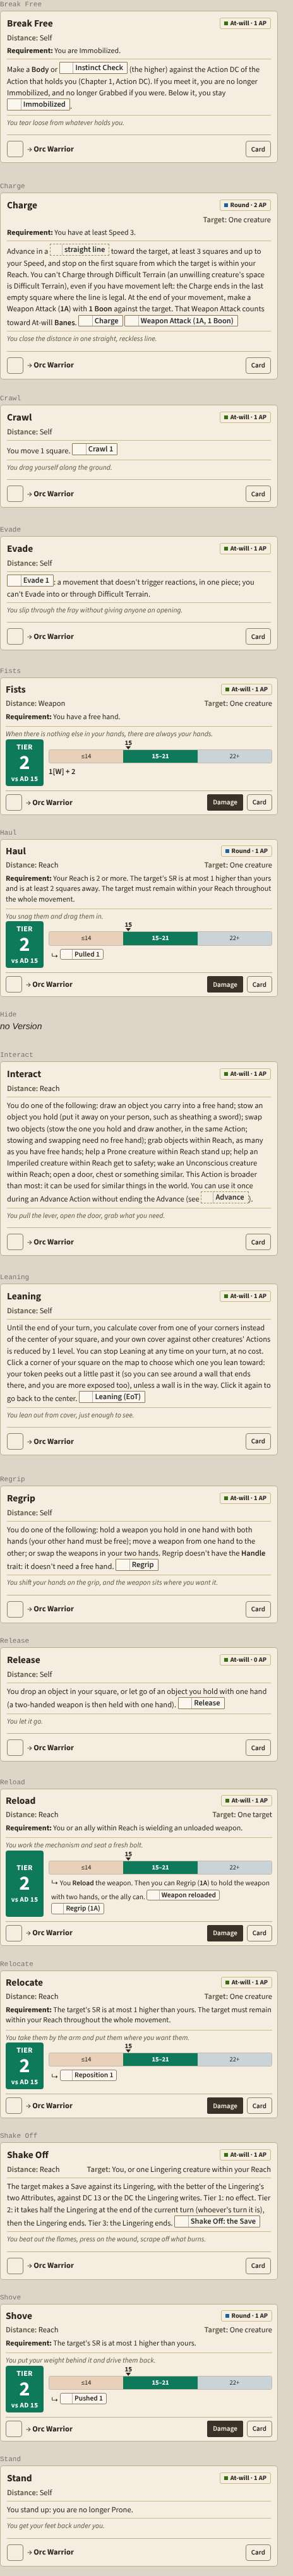 Break Free
Break Free
At-will · 1 AP
Distance: Self
Requirement: You are Immobilized.
Make a Body or Instinct Check (the higher) against the Action DC of the
Action that holds you (Chapter 1, Action DC). If you meet it, you are no longer
Immobilized, and no longer Grabbed if you were. Below it, you stay
Immobilized.
You tear loose from whatever holds you.
→ Orc Warrior
Card
Charge
Charge
Round · 2 AP
Target: One creature
Requirement: You have at least Speed 3.
Advance in a straight line toward the target, at least 3 squares and up to
your Speed, and stop in the first square from which the target is within your
Reach. You can't Charge through Difficult Terrain (an unwilling creature's space
is Difficult Terrain), even if you have movement left: the Charge ends in the last
empty square where the line is legal. At the end of your movement, make a
Weapon Attack (1A) with 1 Boon against the target. That Weapon Attack counts
toward At-will Banes. Charge Weapon Attack (1A, 1 Boon)
You close the distance in one straight, reckless line.
→ Orc Warrior
Card
Crawl
Crawl
At-will · 1 AP
Distance: Self
You move 1 square. Crawl 1
You drag yourself along the ground.
→ Orc Warrior
Card
Evade
Evade
At-will · 1 AP
Distance: Self
Evade 1: a movement that doesn't trigger reactions, in one piece; you
can't Evade into or through Difficult Terrain.
You slip through the fray without giving anyone an opening.
→ Orc Warrior
Card
Fists
Fists
At-will · 1 AP
Distance: Weapon
Target: One creature
Requirement: You have a free hand.
When there is nothing else in your hands, there are always your hands.
TIER
2
vs AD 15
15
≤14
15–21
22+
1[W] + 2
→ Orc Warrior
Damage
Card
Haul
Haul
Round · 1 AP
Distance: Reach
Target: One creature
Requirement: Your Reach is 2 or more. The target's SR is at most 1 higher than yours
and is at least 2 squares away. The target must remain within your Reach throughout
the whole movement.
You snag them and drag them in.
TIER
2
vs AD 15
15
≤14
15–21
22+
↪ Pulled 1
→ Orc Warrior
Damage
Card
Hide
no Version
Interact
Interact
At-will · 1 AP
Distance: Reach
You do one of the following: draw an object you carry into a free hand; stow an
object you hold (put it away on your person, such as sheathing a sword); swap
two objects (stow the one you hold and draw another, in the same Action;
stowing and swapping need no free hand); grab objects within Reach, as many
as you have free hands; help a Prone creature within Reach stand up; help an
Imperiled creature within Reach get to safety; wake an Unconscious creature
within Reach; open a door, chest or something similar. This Action is broader
than most: it can be used for similar things in the world. You can use it once
during an Advance Action without ending the Advance (see Advance).
You pull the lever, open the door, grab what you need.
→ Orc Warrior
Card
Leaning
Leaning
At-will · 1 AP
Distance: Self
Until the end of your turn, you calculate cover from one of your corners instead
of the center of your square, and your own cover against other creatures' Actions
is reduced by 1 level. You can stop Leaning at any time on your turn, at no cost.
Click a corner of your square on the map to choose which way you lean toward:
your token peeks out a little past it (so you can see around a wall that ends
there, and you are more exposed too), unless a wall is in the way. Click it again to
go back to the center. Leaning (EoT)
You lean out from cover, just enough to see.
→ Orc Warrior
Card
Regrip
Regrip
At-will · 1 AP
Distance: Self
You do one of the following: hold a weapon you hold in one hand with both
hands (your other hand must be free); move a weapon from one hand to the
other; or swap the weapons in your two hands. Regrip doesn't have the Handle
trait: it doesn't need a free hand. Regrip
You shift your hands on the grip, and the weapon sits where you want it.
→ Orc Warrior
Card
Release
Release
At-will · 0 AP
Distance: Self
You drop an object in your square, or let go of an object you hold with one hand
(a two-handed weapon is then held with one hand). Release
You let it go.
→ Orc Warrior
Card
Reload
Reload
At-will · 1 AP
Distance: Reach
Target: One target
Requirement: You or an ally within Reach is wielding an unloaded weapon.
You work the mechanism and seat a fresh bolt.
TIER
2
vs AD 15
15
≤14
15–21
22+
↪ You Reload the weapon. Then you can Regrip (1A) to hold the weapon
with two hands, or the ally can. Weapon reloaded
Regrip (1A)
→ Orc Warrior
Damage
Card
Relocate
Relocate
At-will · 1 AP
Distance: Reach
Target: One creature
Requirement: The target's SR is at most 1 higher than yours. The target must remain
within your Reach throughout the whole movement.
You take them by the arm and put them where you want them.
TIER
2
vs AD 15
15
≤14
15–21
22+
↪ Reposition 1
→ Orc Warrior
Damage
Card
Shake Off
Shake Off
At-will · 1 AP
Distance: Reach
Target: You, or one Lingering creature within your Reach
The target makes a Save against its Lingering, with the better of the Lingering's
two Attributes, against DC 13 or the DC the Lingering writes. Tier 1: no effect. Tier
2: it takes half the Lingering at the end of the current turn (whoever's turn it is),
then the Lingering ends. Tier 3: the Lingering ends. Shake Off: the Save
You beat out the flames, press on the wound, scrape off what burns.
→ Orc Warrior
Card
Shove
Shove
Round · 1 AP
Distance: Reach
Target: One creature
Requirement: The target's SR is at most 1 higher than yours.
You put your weight behind it and drive them back.
TIER
2
vs AD 15
15
≤14
15–21
22+
↪ Pushed 1
→ Orc Warrior
Damage
Card
Stand
Stand
At-will · 1 AP
Distance: Self
You stand up: you are no longer Prone.
You get your feet back under you.
→ Orc Warrior
Card